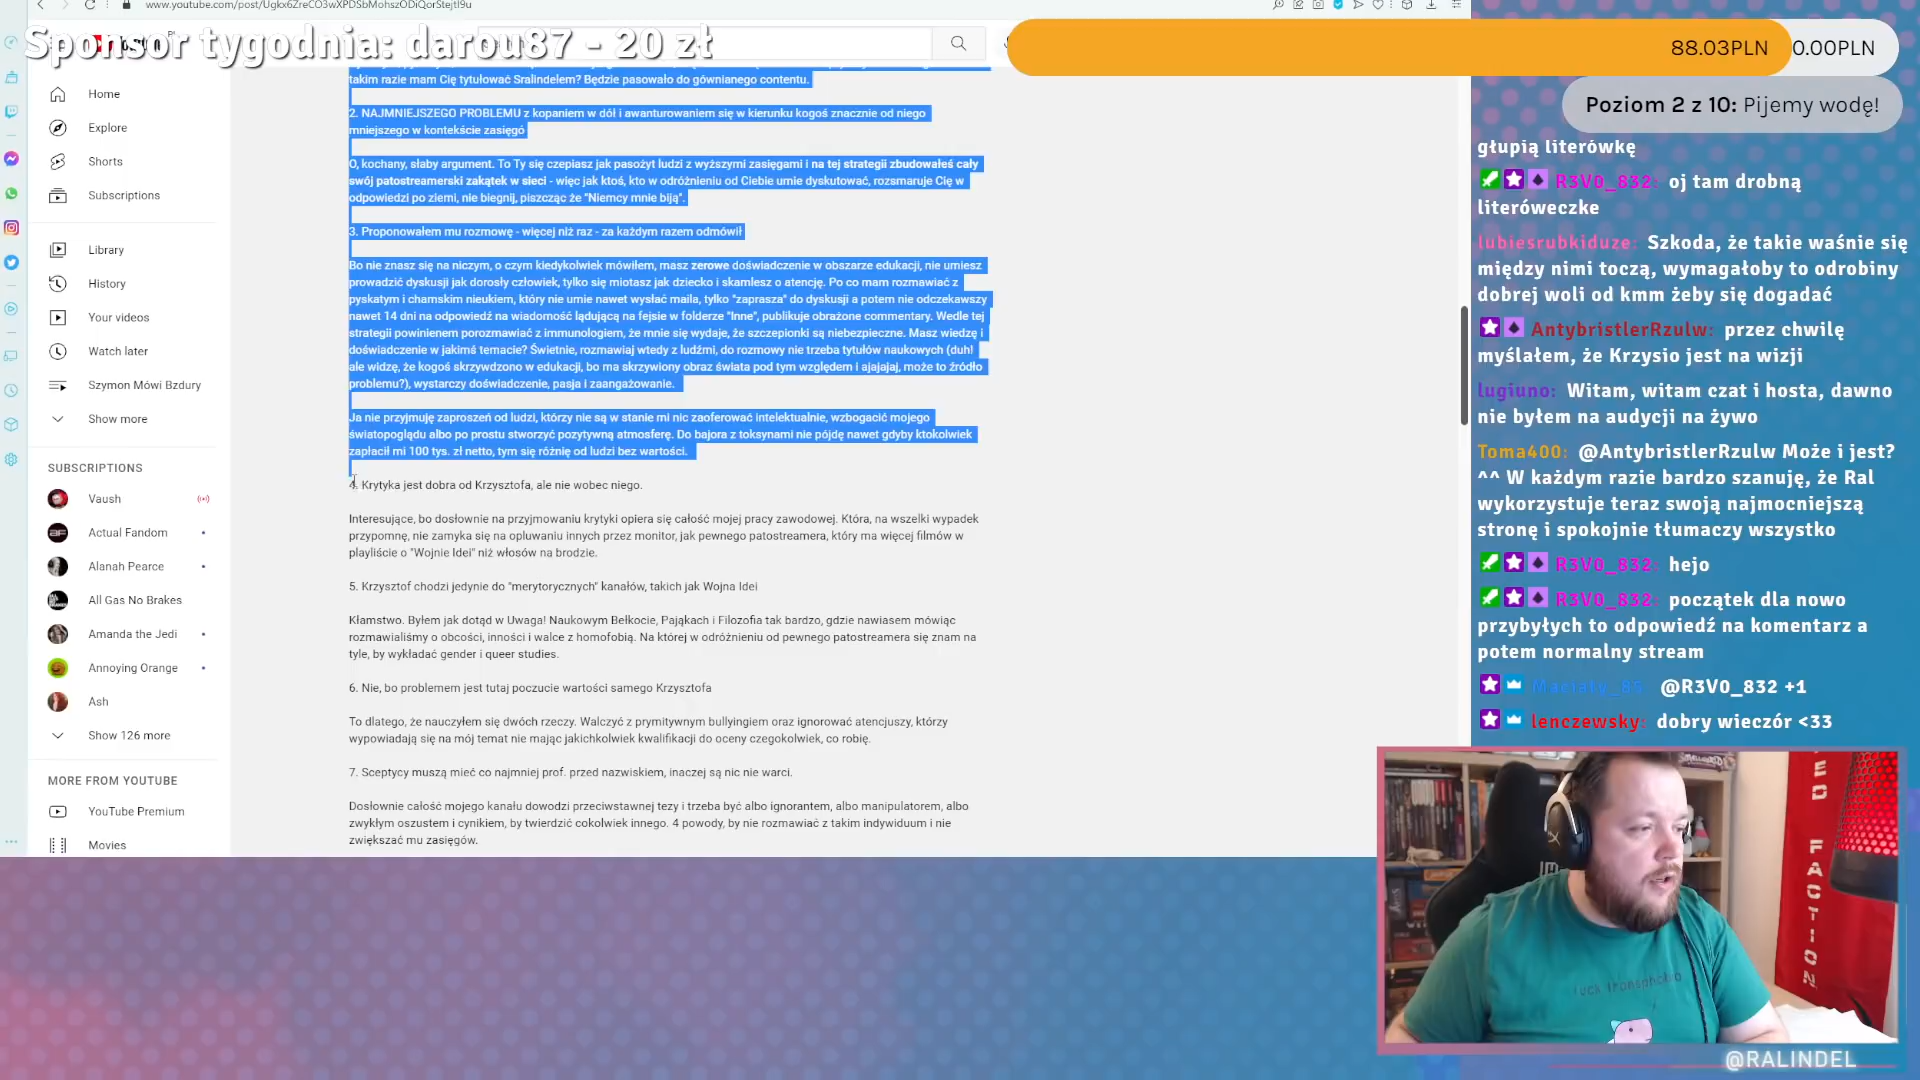 www.youtube.com/post/Ugkx6ZreCO3wXPDSbMohszODiQorStejtI9u
Sponsor tygodnia: darou87 - 20 zł
88.03PLN
0.00PLN
Poziom 2 z 10: Pijemy wodę!
Home
Explore
Shorts
Subscriptions
Library
History
Your videos
Watch later
Szymon Mówi Bzdury
Show more
SUBSCRIPTIONS
Vaush
Actual Fandom
Alanah Pearce
All Gas No Brakes
Amanda the Jedi
Annoying Orange
Ash
Show 126 more
MORE FROM YOUTUBE
YouTube Premium
Movies
takim razie mam Cię tytułować Sralindelem? Będzie pasowało do gównianego contentu.
2. NAJMNIEJSZEGO PROBLEMU z kopaniem w dół i awanturowaniem się w kierunku kogoś znacznie od niego
mniejszego w kontekście zasięgó
O, kochany, słaby argument. To Ty się czepiasz jak pasożyt ludzi z wyższymi zasięgami i na tej strategii zbudowałeś cały
swój patostreamerski zakątek w sieci - więc jak ktoś, kto w odróżnieniu od Ciebie umie dyskutować, rozsmaruje Cię w
odpowiedzi po ziemi, nie biegnij, piszcząc że "Niemcy mnie biją".
3. Proponowałem mu rozmowę - więcej niż raz - za każdym razem odmówił
Bo nie znasz się na niczym, o czym kiedykolwiek mówiłem, masz zerowe doświadczenie w obszarze edukacji, nie umiesz
prowadzić dyskusji jak dorosły człowiek, tylko się miotasz jak dziecko i skamlesz o atencję. Po co mam rozmawiać z
pyskatym i chamskim nieukiem, który nie umie nawet wysłać maila, tylko "zaprasza" do dyskusji a potem nie odczekawszy
nawet 14 dni na odpowiedź na wiadomość lądującą na fejsie w folderze "Inne", publikuje obrażone commentary. Wedle tej
strategii powinienem porozmawiać z immunologiem, że mnie się wydaje, że szczepionki są niebezpieczne. Masz wiedzę i
doświadczenie w jakimś temacie? Świetnie, rozmawiaj wtedy z ludźmi, do rozmowy nie trzeba tytułów naukowych (duh!
ale widzę, że kogoś skrzywdzono w edukacji, bo ma skrzywiony obraz świata pod tym względem i ajajajaj, może to źródło
problemu?), wystarczy doświadczenie, pasja i zaangażowanie.
Ja nie przyjmuję zaproszeń od ludzi, którzy nie są w stanie mi nic zaoferować intelektualnie, wzbogacić mojego
światopoglądu albo po prostu stworzyć pozytywną atmosferę. Do bajora z toksynami nie pójdę nawet gdyby ktokolwiek
zapłacił mi 100 tys. zł netto, tym się różnię od ludzi bez wartości.
4. Krytyka jest dobra od Krzysztofa, ale nie wobec niego.
Interesujące, bo dosłownie na przyjmowaniu krytyki opiera się całość mojej pracy zawodowej. Która, na wszelki wypadek
przypomnę, nie zamyka się na opluwaniu innych przez monitor, jak pewnego patostreamera, który ma więcej filmów w
playliście o "Wojnie Idei" niż włosów na brodzie.
5. Krzysztof chodzi jedynie do "merytorycznych" kanałów, takich jak Wojna Idei
Kłamstwo. Byłem jak dotąd w Uwaga! Naukowym Bełkocie, Pająkach i Filozofia tak bardzo, gdzie nawiasem mówiąc
rozmawialiśmy o obcości, inności i walce z homofobią. Na której w odróżnieniu od pewnego patostreamera się znam na
tyle, by wykładać gender i queer studies.
6. Nie, bo problemem jest tutaj poczucie wartości samego Krzysztofa
To dlatego, że nauczyłem się dwóch rzeczy. Walczyć z prymitywnym bullyingiem oraz ignorować atencjuszy, którzy
wypowiadają się na mój temat nie mając jakichkolwiek kwalifikacji do oceny czegokolwiek, co robię.
7. Sceptycy muszą mieć co najmniej prof. przed nazwiskiem, inaczej są nic nie warci.
Dosłownie całość mojego kanału dowodzi przeciwstawnej tezy i trzeba być albo ignorantem, albo manipulatorem, albo
zwykłym oszustem i cynikiem, by twierdzić cokolwiek innego. 4 powody, by nie rozmawiać z takim indywiduum i nie
zwiększać mu zasięgów.
głupią literówkę
R3V0_832: oj tam drobną
literóweczke
lubiesrubkiduze: Szkoda, że takie waśnie się
między nimi toczą, wymagałoby to odrobiny
dobrej woli od kmm żeby się dogadać
AntybristlerRzulw: przez chwilę
myślałem, że Krzysio jest na wizji
lugiuno: Witam, witam czat i hosta, dawno
nie byłem na audycji na żywo
Toma400: @AntybristlerRzulw Może i jest?
^^ W każdym razie bardzo szanuję, że Ral
wykorzystuje teraz swoją najmocniejszą
stronę i spokojnie tłumaczy wszystko
R3V0_832: hejo
R3V0_832: początek dla nowo
przybyłych to odpowiedź na komentarz a
potem normalny stream
@R3V0_832 +1
lenczewsky: dobry wieczór <33
RED FACTION
fuck transphobia
@RALINDEL